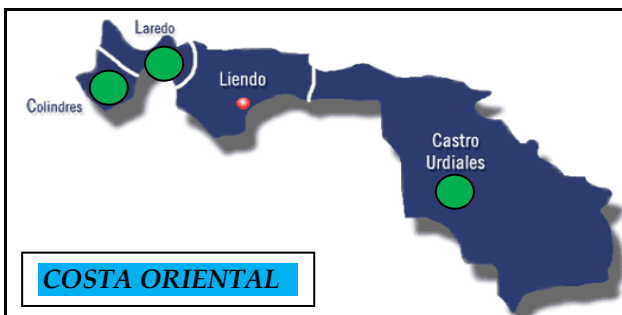 Laredo
Colindres
Liendo
Castro
Urdiales
COSTA ORIENTAL